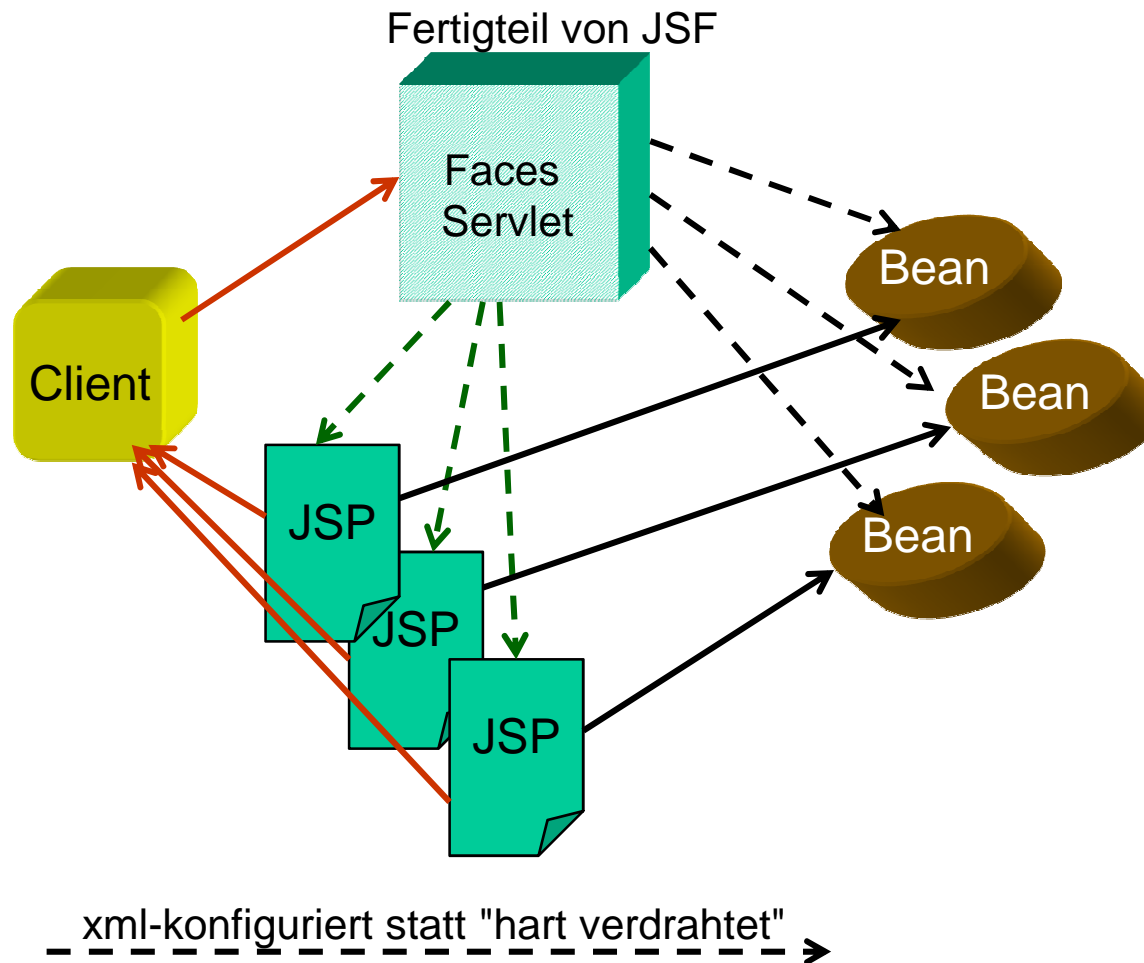 Fertigteil von JSF
Faces
Servlet
Bean
Client
Bean
JSP
Bean
JSP
JSP
xml-konfiguriert statt "hart verdrahtet"